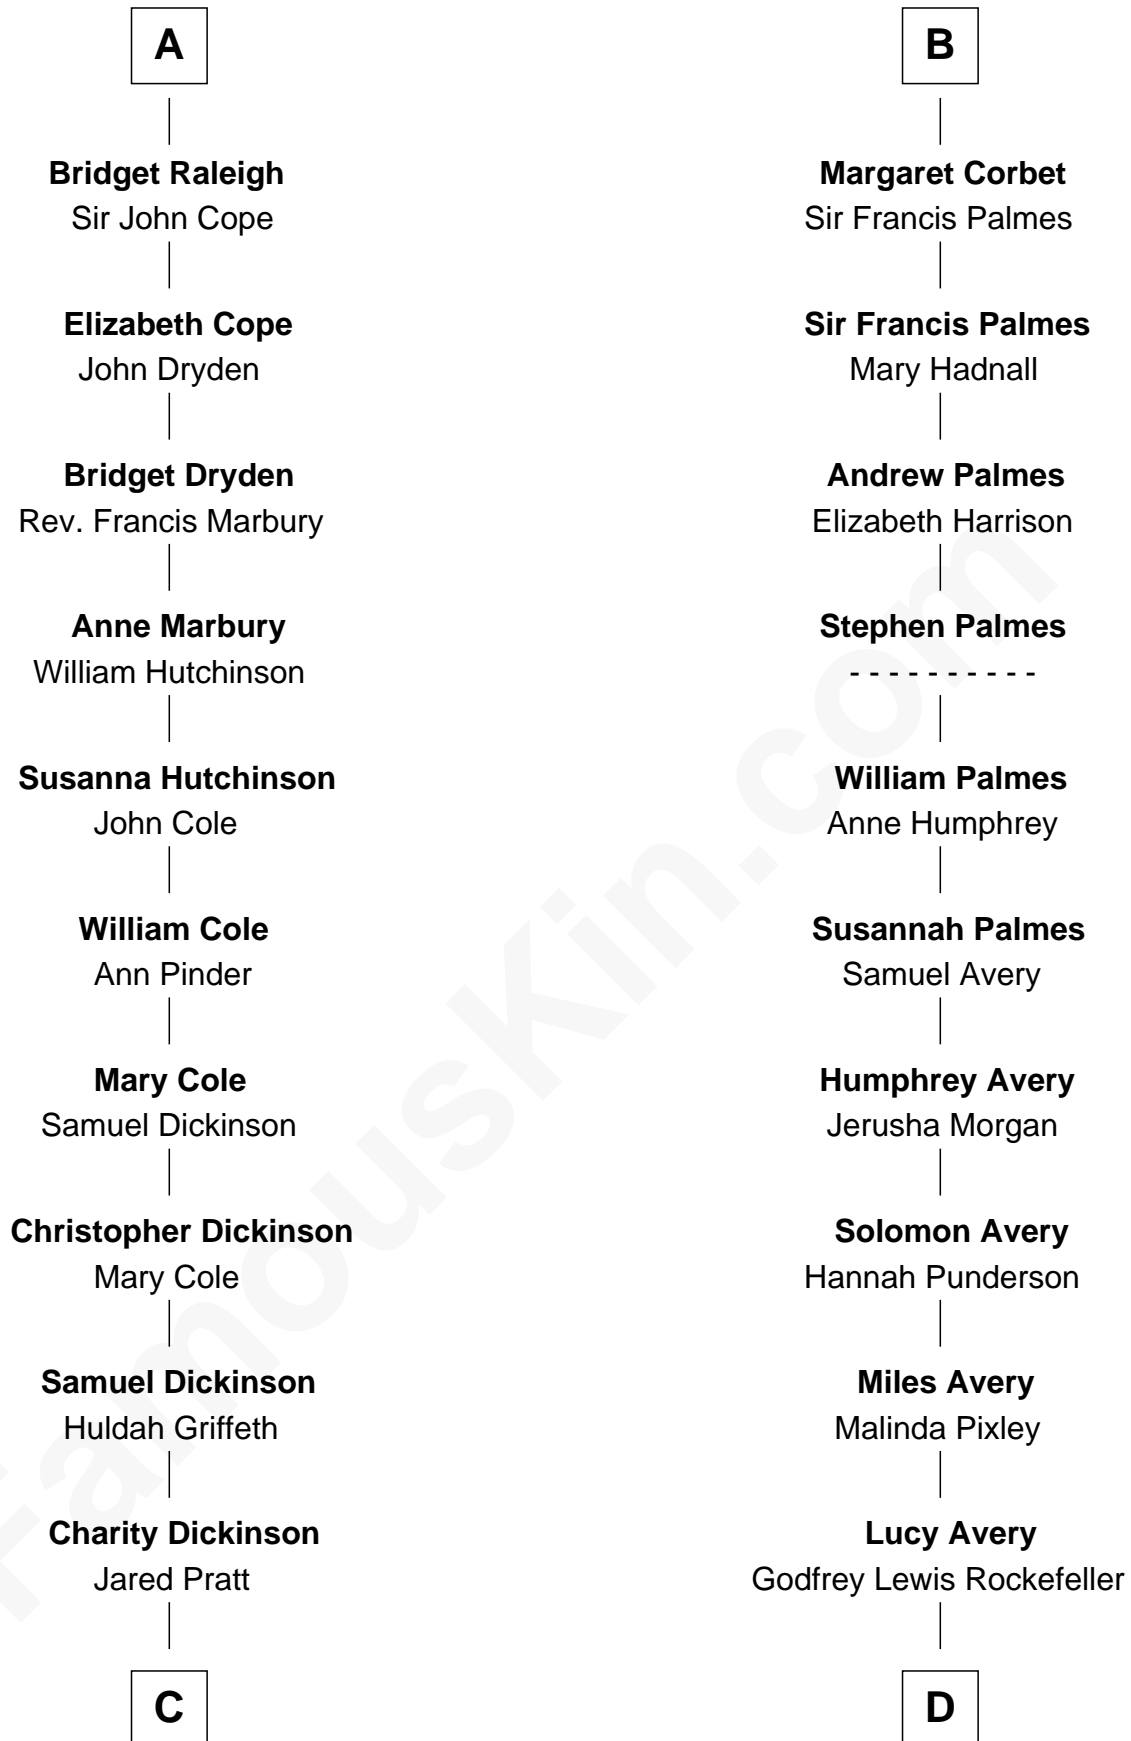 A
Bridget Raleigh
Sir John Cope
Elizabeth Cope
John Dryden
Bridget Dryden
Rev. Francis Marbury
Anne Marbury
William Hutchinson
Susanna Hutchinson
John Cole
William Cole
Ann Pinder
Mary Cole
Samuel Dickinson
Christopher Dickinson
Mary Cole
Samuel Dickinson
Huldah Griffeth
Charity Dickinson
Jared Pratt
C
B
Margaret Corbet
Sir Francis Palmes
Sir Francis Palmes
Mary Hadnall
Andrew Palmes
Elizabeth Harrison
Stephen Palmes
- - - - - - - - - -
William Palmes
Anne Humphrey
Susannah Palmes
Samuel Avery
Humphrey Avery
Jerusha Morgan
Solomon Avery
Hannah Punderson
Miles Avery
Malinda Pixley
Lucy Avery
Godfrey Lewis Rockefeller
D
FamousKin.com